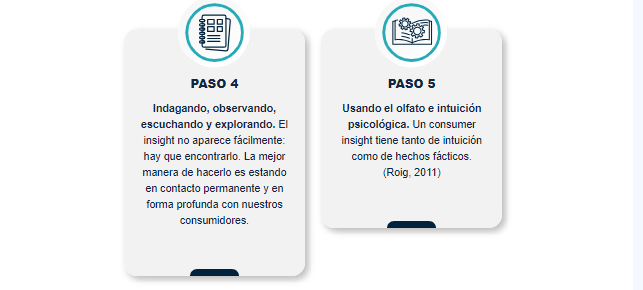 PASO 4
Indagando, observando,
escuchando y explorando. El
insight no aparece fácilmente:
hay que encontrarlo. La mejor
manera de hacerlo es estando
en contacto permanente y en
forma profunda con nuestros
consumidores.
PASO 5
Usando el olfato e intuición
psicológica. Un consumer
insight tiene tanto de intuición
como de hechos fácticos.
(Roig, 2011)